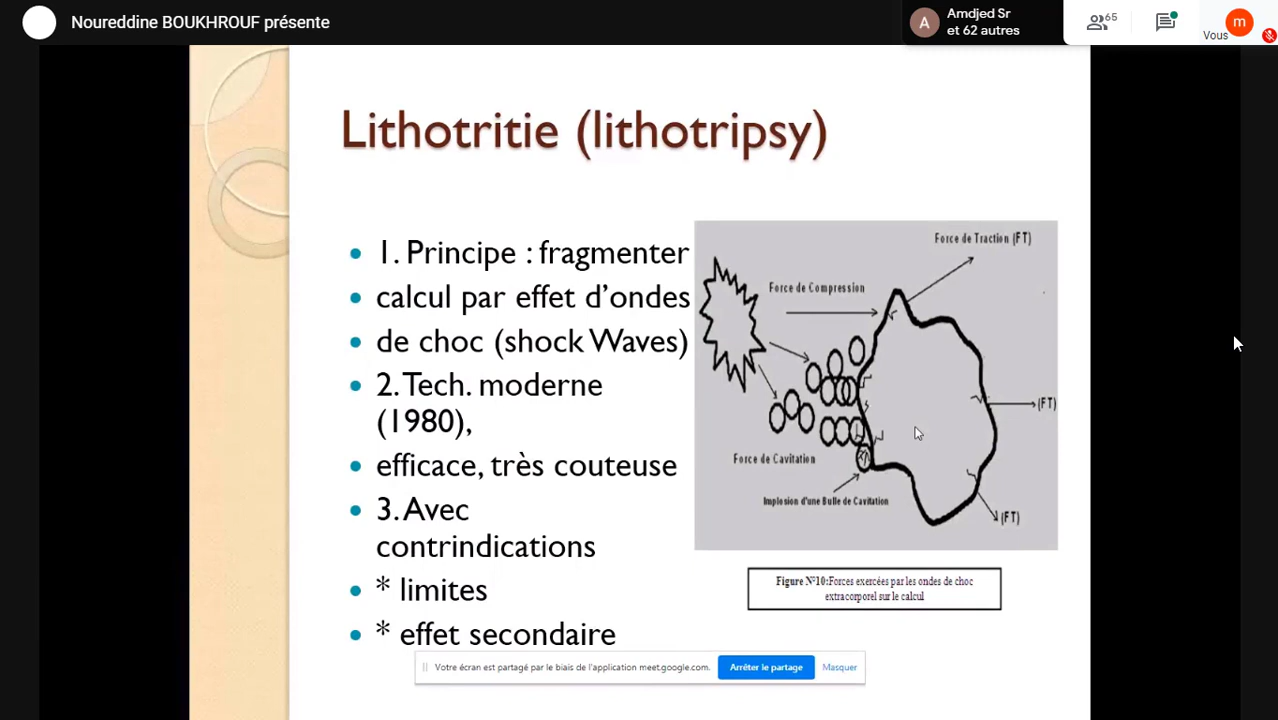 Noureddine BOUKHROUF présente
A
Amdjed Sr
et 62 autres
65
m
Vous
Lithotritie (lithotripsy)
1. Principe : fragmenter
calcul par effet d’ondes
de choc (shock Waves)
2. Tech. moderne
(1980),
efficace, très couteuse
3. Avec
contrindications
* limites
* effet secondaire
Force de Traction (FT)
Force de Compression
(FT)
Force de Cavitation
Implosion d'une Bulle de Cavitation
(FT)
Figure N°10:Forces exercées par les ondes de choc
extracorporel sur le calcul
Votre écran est partagé par le biais de l'application meet.google.com.
Arrêter le partage
Masquer